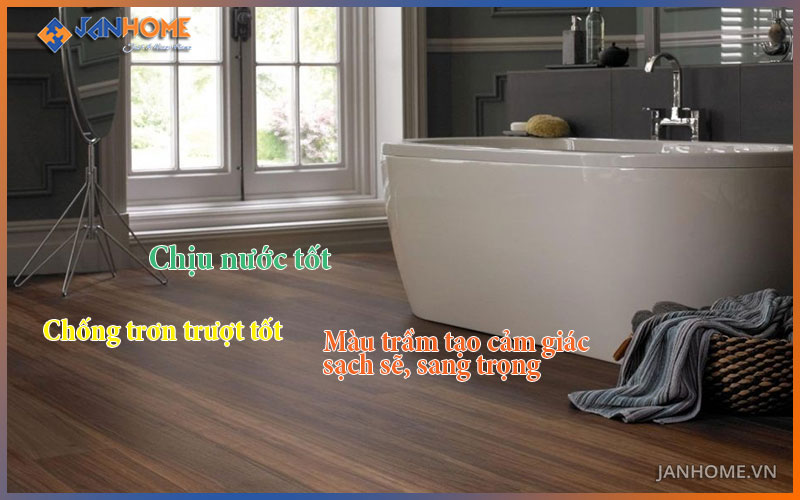 JANHOME
Chịu nước tốt
Chống trơn trượt tốt
Màu trầm tạo cảm giác
sạch sẽ, sang trọng
JANHOME.VN